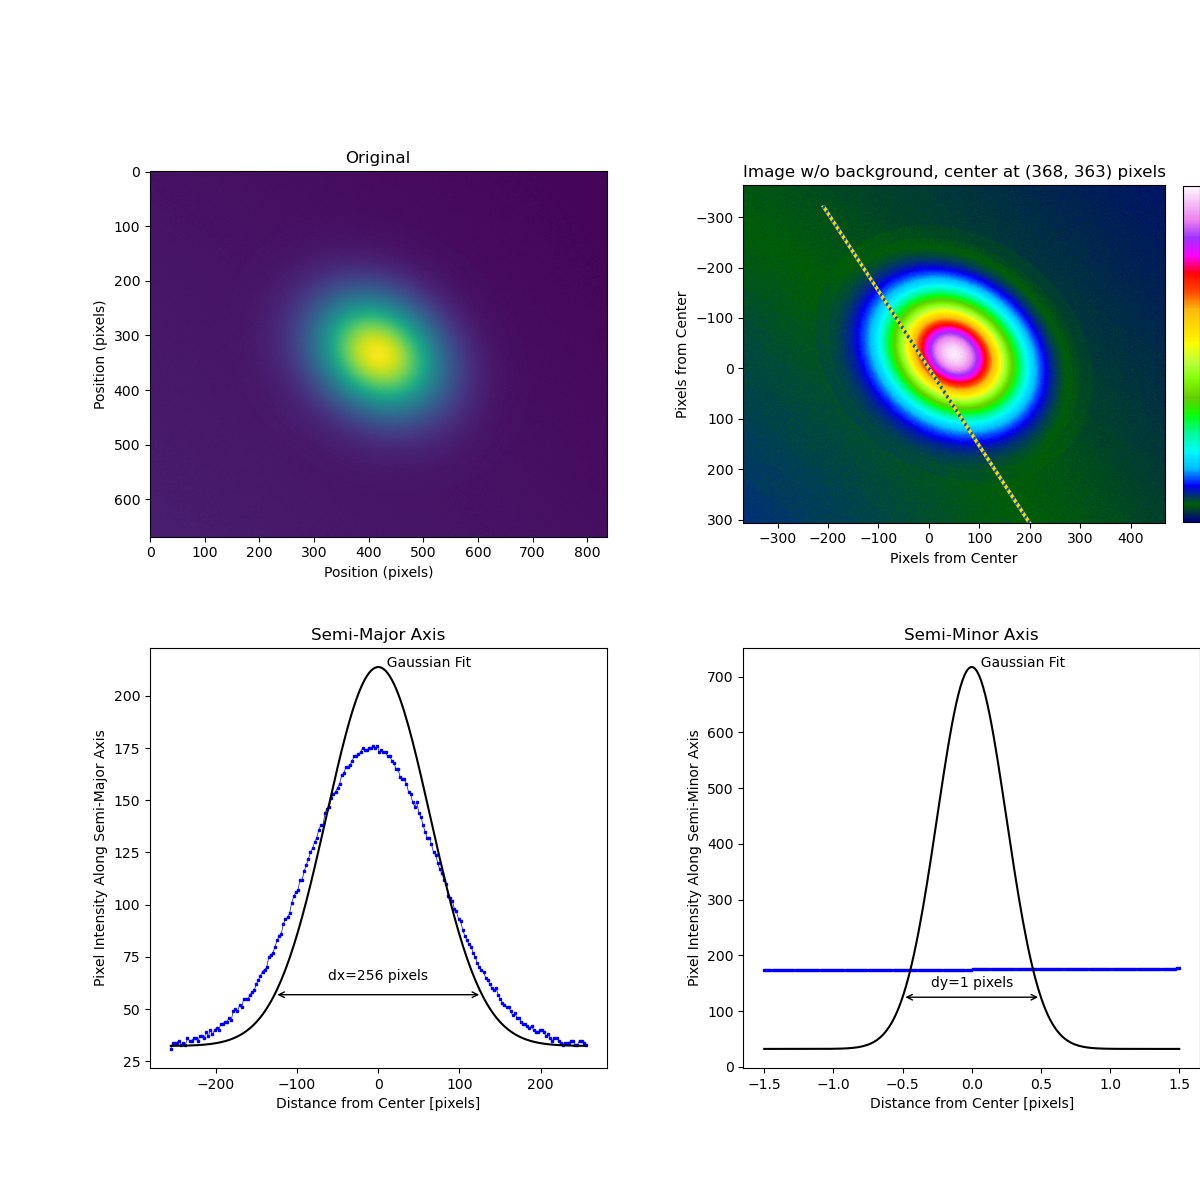 Original
0
100
200
300
400
500
600
Position (pixels)
0 100 200 300 400 500 600 700 800
Position (pixels)
Image w/o background, center at (368, 363) pixels
−300
−200
−100
0
100
200
300
Pixels from Center
−300 −200 −100 0 100 200 300 400
Pixels from Center
Semi-Major Axis
Gaussian Fit
200
175
150
125
100
75
50
25
Pixel Intensity Along Semi-Major Axis
dx=256 pixels
−200 −100 0 100 200
Distance from Center [pixels]
Semi-Minor Axis
Gaussian Fit
700
600
500
400
300
200
100
0
Pixel Intensity Along Semi-Minor Axis
dy=1 pixels
−1.5 −1.0 −0.5 0.0 0.5 1.0 1.5
Distance from Center [pixels]